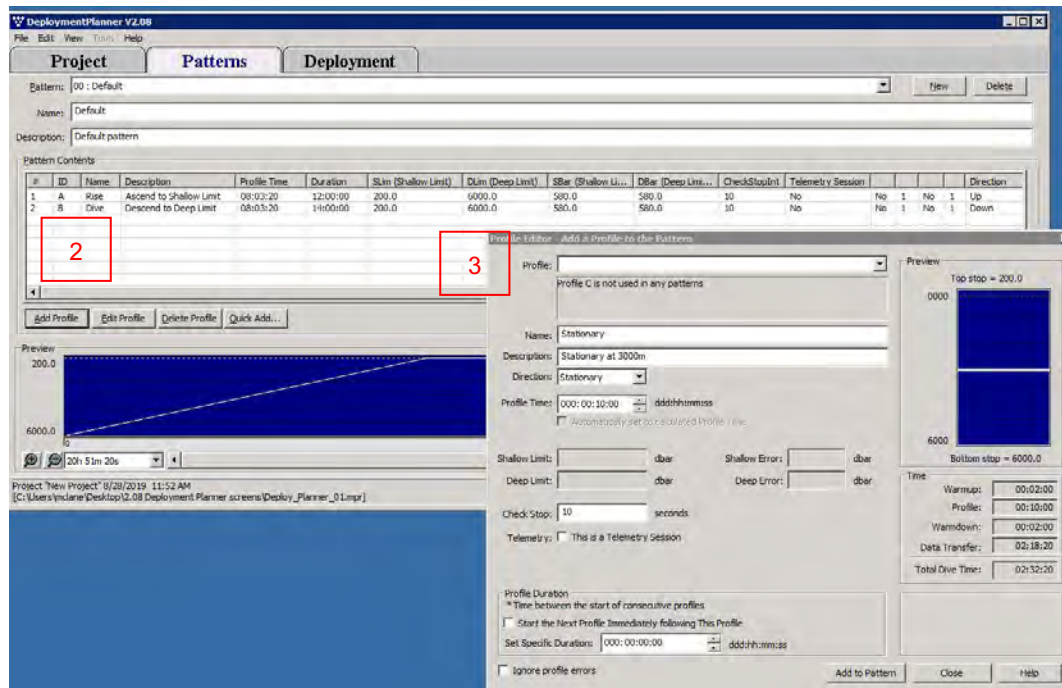 DeploymentPlanner V2.08
File Edit View Tools Help
Project Patterns Deployment
Pattern: 00 : Default New Delete
Name: Default
Description: Default pattern
Pattern Contents
# ID Name Description Profile Time Duration SLim (Shallow Limit) DLim (Deep Limit) SBar (Shallow Li... DBar (Deep Limi... CheckStopInt Telemetry Session Direction
1 A Rise Ascend to Shallow Limit 08:03:20 12:00:00 200.0 6000.0 580.0 580.0 10 No No 1 No 1 Up
2 B Dive Descend to Deep Limit 08:03:20 14:00:00 200.0 6000.0 580.0 580.0 10 No No 1 No 1 Down
2
3
Add Profile Edit Profile Delete Profile Quick Add...
Preview
200.0
6000.0
0
20h 51m 20s
Project "New Project" 8/28/2019 11:52 AM
[C:\Users\mclane\Desktop\2.08 Deployment Planner screens\Deploy_Planner_01.mpr]
Profile Editor - Add a Profile to the Pattern
Profile:
Profile C is not used in any patterns
Name: Stationary
Description: Stationary at 3000m
Direction: Stationary
Profile Time: 000:00:10:00 ddd:hh:mm:ss
Automatically set to calculated Profile Time
Shallow Limit: dbar Shallow Error: dbar
Deep Limit: dbar Deep Error: dbar
Check Stop: 10 seconds
Telemetry: This is a Telemetry Session
Profile Duration
* Time between the start of consecutive profiles
Start the Next Profile Immediately following This Profile
Set Specific Duration: 000:00:00:00 ddd:hh:mm:ss
Ignore profile errors
Add to Pattern Close Help
Preview
Top stop = 200.0
0000
6000
Bottom stop = 6000.0
Time
Warmup: 00:02:00
Profile: 00:10:00
Warmdown: 00:02:00
Data Transfer: 02:18:20
Total Dive Time: 02:32:20